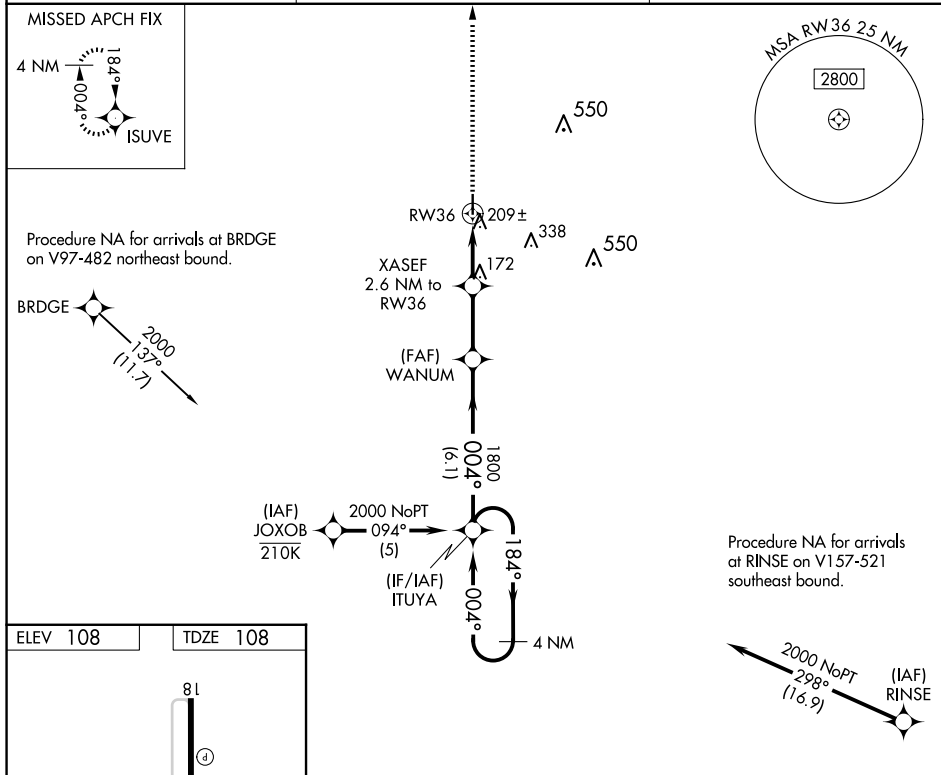 MISSED APCH FIX
4 NM
184°
004°
ISUVE
MSA RW36 25 NM
2800
550
RW36
209±
338
550
172
XASEF
2.6 NM to
RW36
Procedure NA for arrivals at BRDGE
on V97-482 northeast bound.
BRDGE
2000
137°
(11.7)
(FAF)
WANUM
1800
004°
(6.1)
(IAF)
JOXOB
210K
2000 NoPT
094°
(5)
(IF/IAF)
ITUYA
184°
004°
4 NM
Procedure NA for arrivals
at RINSE on V157-521
southeast bound.
2000 NoPT
298°
(16.9)
(IAF)
RINSE
ELEV 108
TDZE 108
18
P